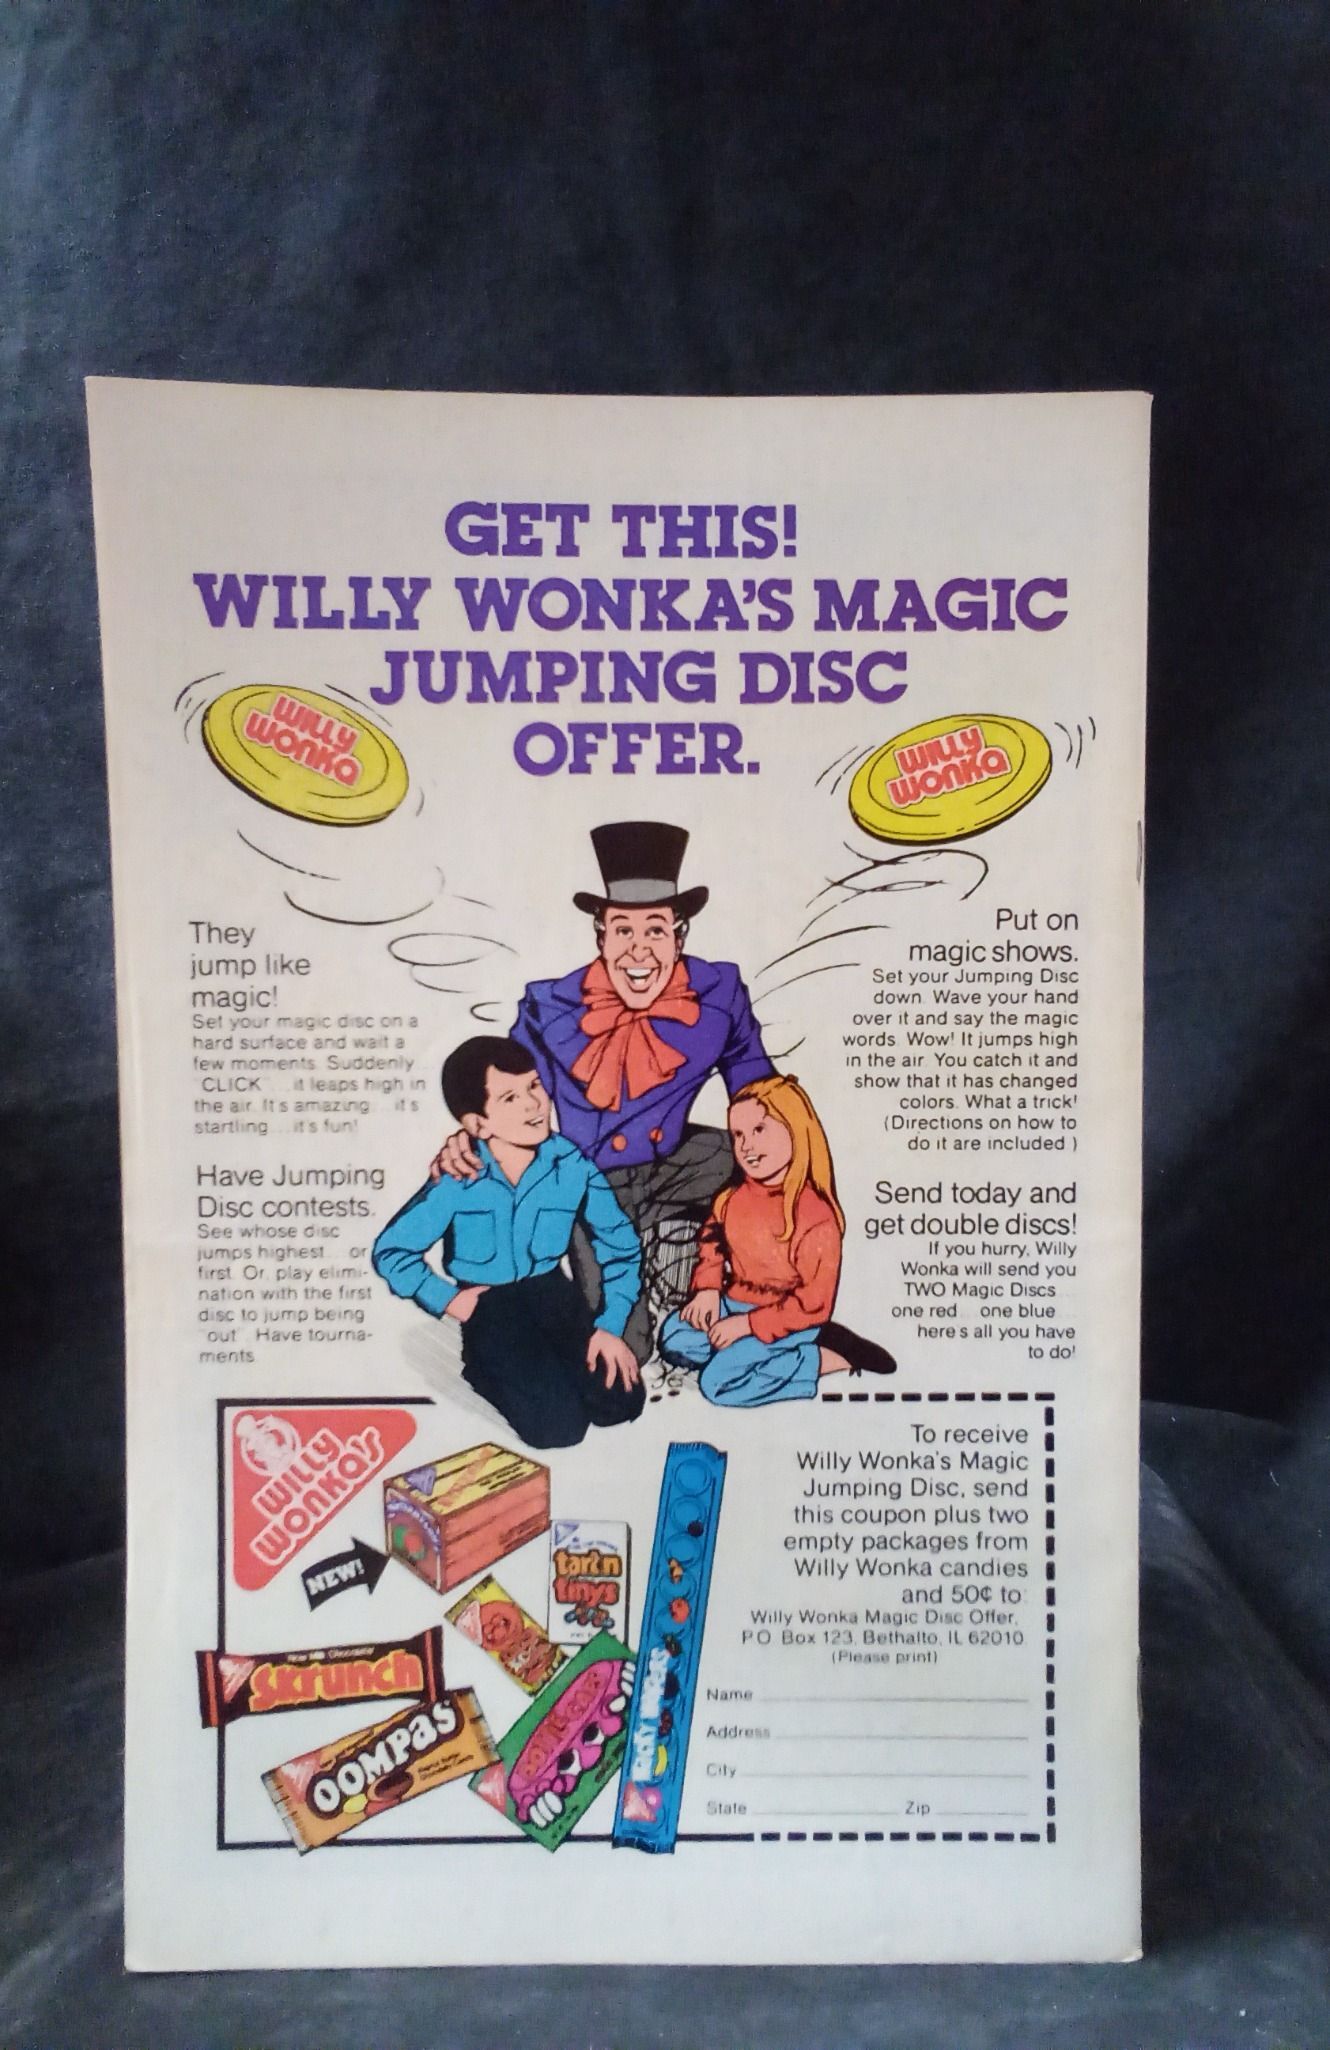 GET THIS!
WILLY WONKA'S MAGIC
JUMPING DISC
OFFER.
WILLY
WONKA
WILLY
WONKA
They
jump like
magic!
Set your magic disc on a
hard surface and wait a
few moments. Suddenly...
"CLICK"...it leaps high in
the air. It's amazing...it's
startling...it's fun!
Have Jumping
Disc contests.
See whose disc
jumps highest...or
first. Or, play elimi-
nation with the first
disc to jump being
"out". Have tourna-
ments.
Put on
magic shows.
Set your Jumping Disc
down. Wave your hand
over it and say the magic
words. Wow! It jumps high
in the air. You catch it and
show that it has changed
colors. What a trick!
(Directions on how to
do it are included.)
Send today and
get double discs!
If you hurry, Willy
Wonka will send you
TWO Magic Discs...
one red...one blue...
here's all you have
to do!
WILLY
WONKA'S
NEW!
tart n
tinys
Skrunch
OOMPAS
To receive
Willy Wonka's Magic
Jumping Disc, send
this coupon plus two
empty packages from
Willy Wonka candies
and 50¢ to:
Willy Wonka Magic Disc Offer,
P.O. Box 123, Bethalto, IL 62010
(Please print)
Name
Address
City
State Zip